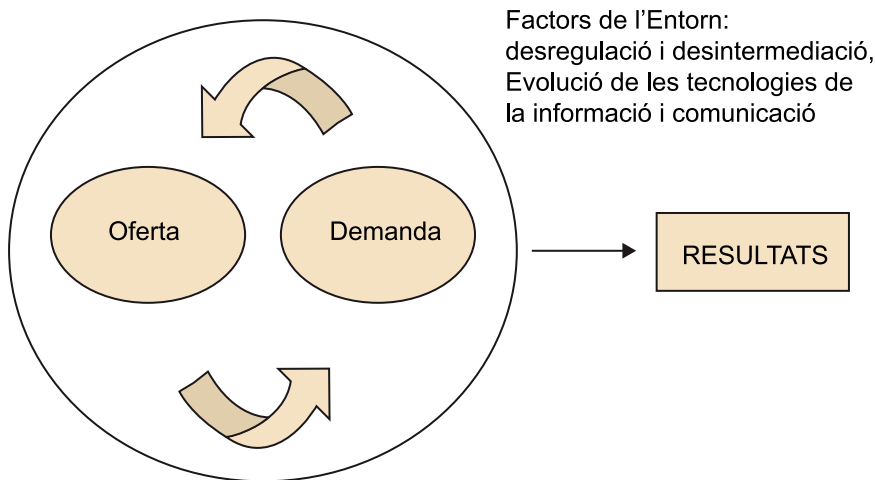 Factors de l'Entorn:
desregulació i desintermediació,
Evolució de les tecnologies de
la informació i comunicació
Oferta
Demanda
RESULTATS